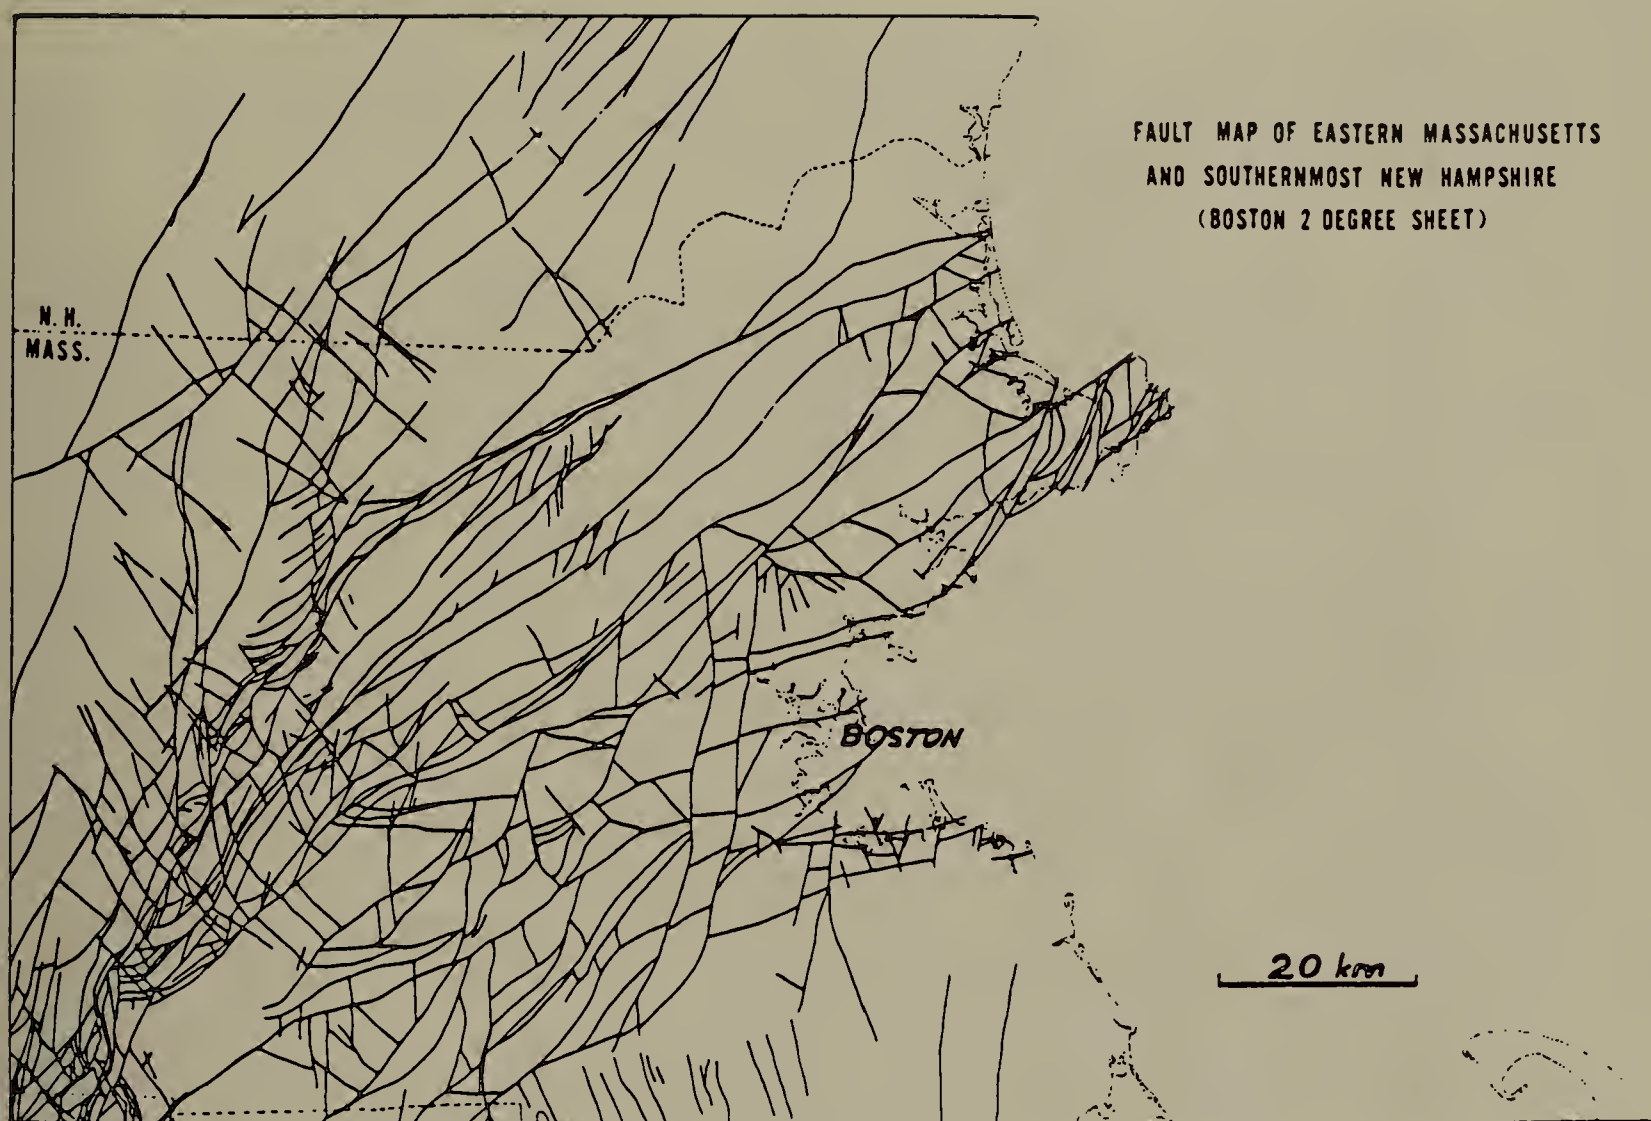 FAULT MAP OF EASTERN MASSACHUSETTS
AND SOUTHERNMOST NEW HAMPSHIRE
(BOSTON 2 DEGREE SHEET)
N.H.
MASS.
BOSTON
20 km